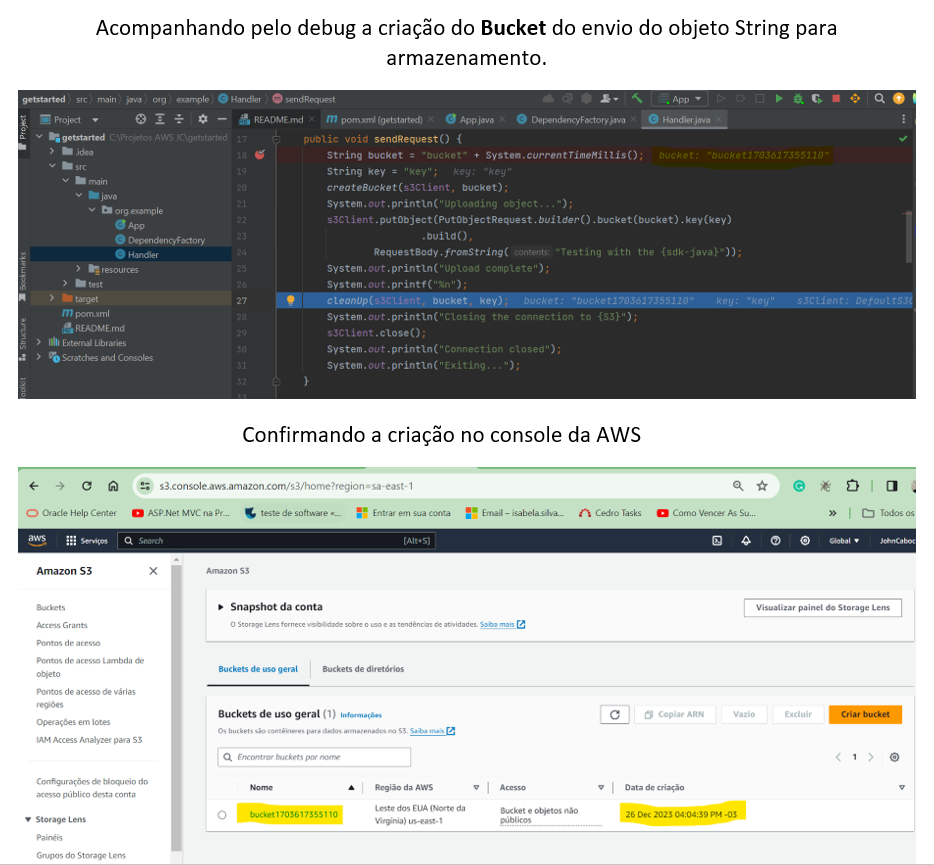 Acompanhando pelo debug a criação do Bucket do envio do objeto String para
armazenamento.
getstarted › src › main › java › org › example › Handler › sendRequest
App
Project
README.md
pom.xml (getstarted)
App.java
DependencyFactory.java
Handler.java
Project
getstarted C:\Projetos AWS JC\getstarted
.idea
src
main
java
org.example
App
DependencyFactory
Handler
resources
test
target
pom.xml
README.md
External Libraries
Scratches and Consoles
Bookmarks
Structure
17 public void sendRequest() {
18 String bucket = "bucket" + System.currentTimeMillis(); bucket: "bucket1703617355110"
19 String key = "key"; key: "key"
20 createBucket(s3Client, bucket);
21 System.out.println("Uploading object...");
22 s3Client.putObject(PutObjectRequest.builder().bucket(bucket).key(key)
23 .build(),
24 RequestBody.fromString( contents: "Testing with the {sdk-java}"));
25 System.out.println("Upload complete");
26 System.out.printf("%n");
27 cleanUp(s3Client, bucket, key); bucket: "bucket1703617355110" key: "key" s3Client: DefaultS3C
28 System.out.println("Closing the connection to {S3}");
29 s3Client.close();
30 System.out.println("Connection closed");
31 System.out.println("Exiting...");
32 }
33
Confirmando a criação no console da AWS
s3.console.aws.amazon.com/s3/home?region=sa-east-1
Oracle Help Center
ASP.Net MVC na Pr...
teste de software «...
Entrar em sua conta
Email – isabela.silva...
Cedro Tasks
Como Vencer As Su...
»
Todos os
aws
Serviços
Search
[Alt+S]
Global
JohnCaboc
Amazon S3
Buckets
Access Grants
Pontos de acesso
Pontos de acesso Lambda de
objeto
Pontos de acesso de várias
regiões
Operações em lotes
IAM Access Analyzer para S3
Configurações de bloqueio do
acesso público desta conta
Storage Lens
Painéis
Grupos do Storage Lens
Amazon S3
Snapshot da conta
O Storage Lens fornece visibilidade sobre o uso e as tendências de atividades. Saiba mais
Visualizar painel do Storage Lens
Buckets de uso geral
Buckets de diretórios
Buckets de uso geral (1) Informações
Os buckets são contêineres para dados armazenados no S3. Saiba mais
Copiar ARN
Vazio
Excluir
Criar bucket
Encontrar buckets por nome
1
Nome
Região da AWS
Acesso
Data de criação
bucket1703617355110
Leste dos EUA (Norte da
Virgínia) us-east-1
Bucket e objetos não
públicos
26 Dec 2023 04:04:39 PM -03